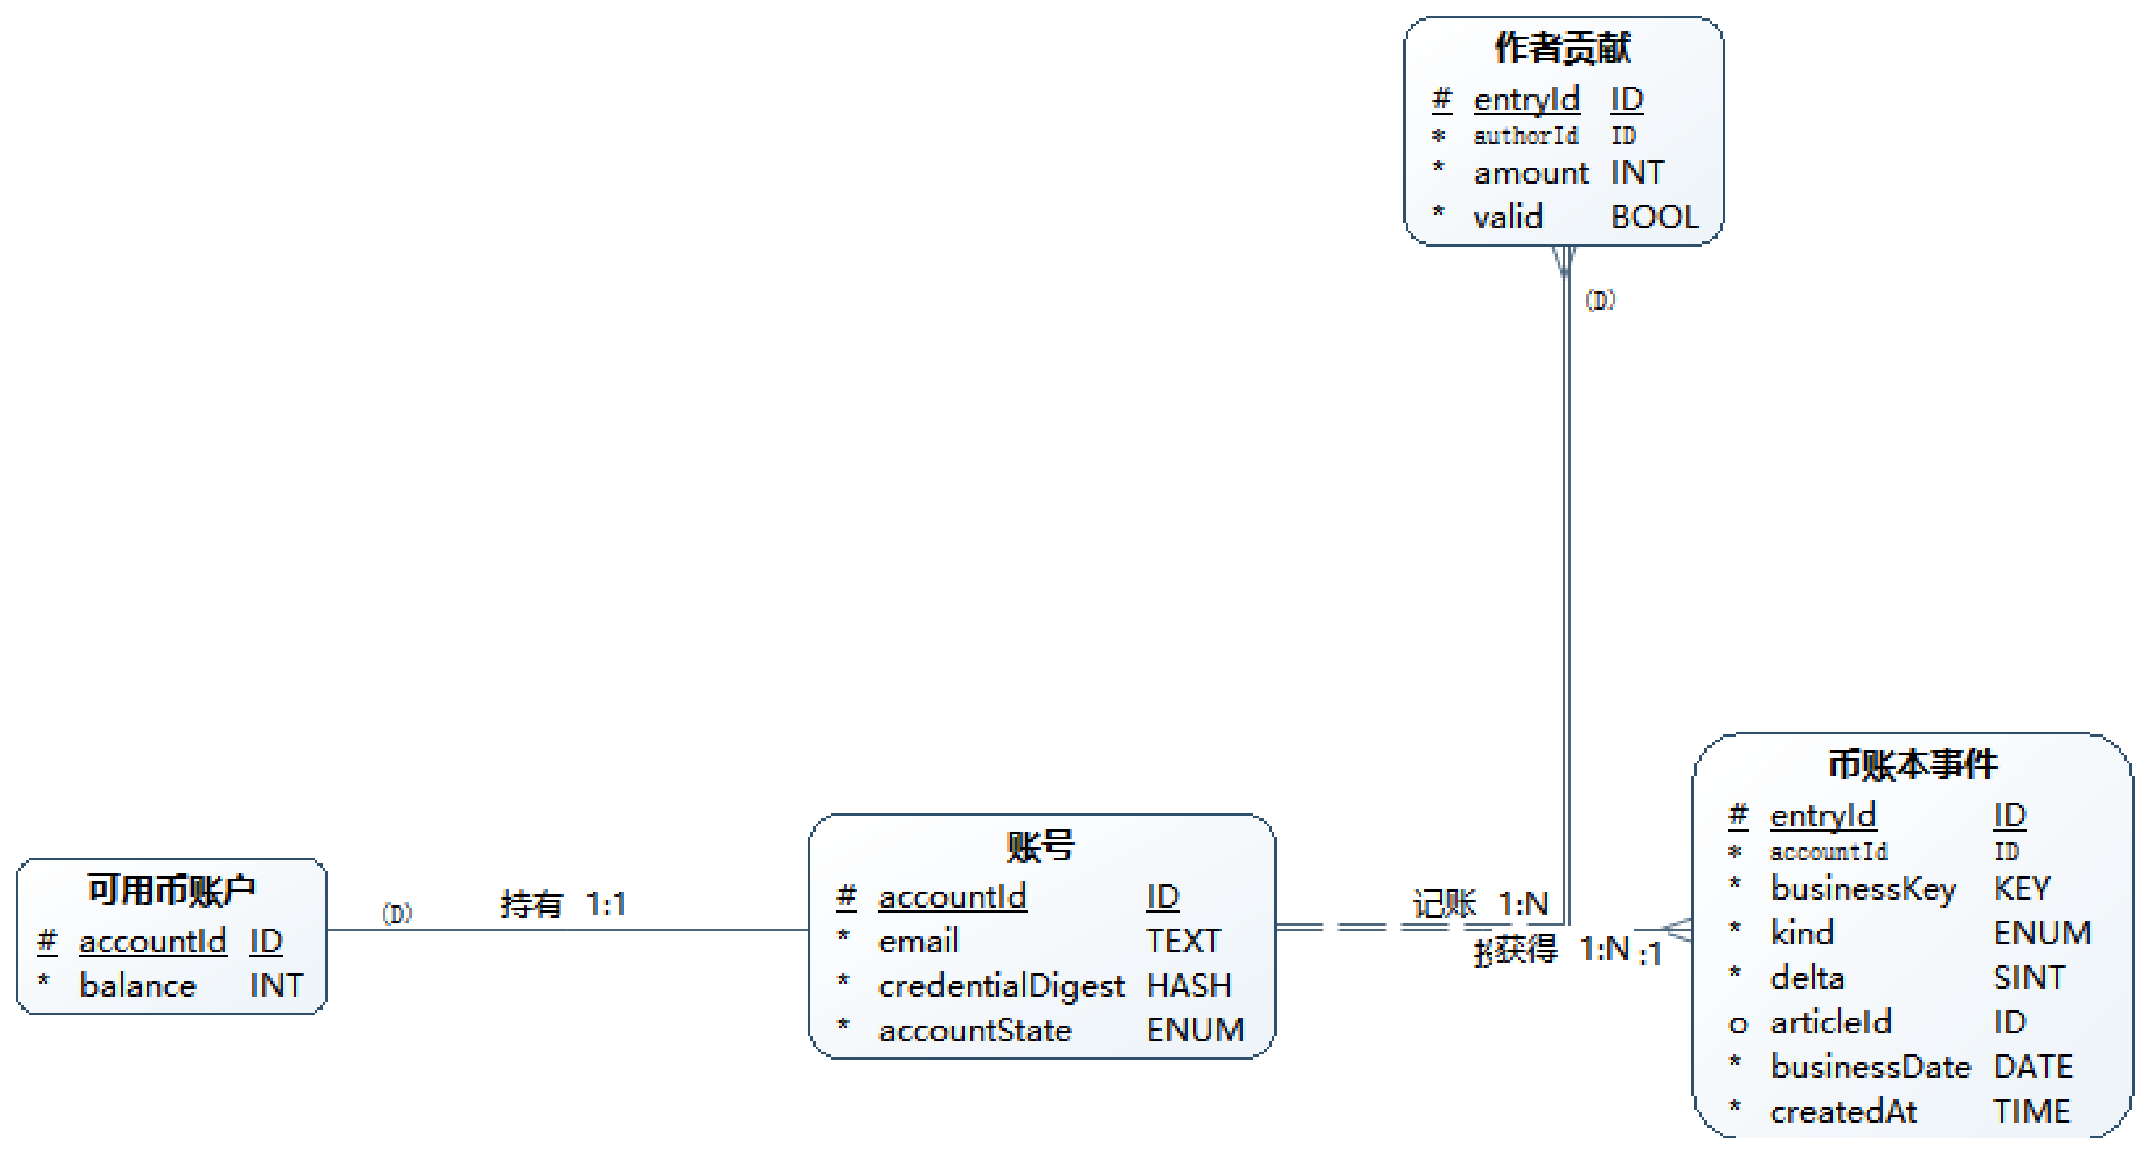 作者贡献
# entryId ID
* authorId ID
* amount INT
* valid BOOL
(D)
币账本事件
# entryId ID
* accountId ID
* businessKey KEY
* kind ENUM
* delta SINT
o articleId ID
* businessDate DATE
* createdAt TIME
账号
# accountId ID
* email TEXT
* credentialDigest HASH
* accountState ENUM
可用币账户
# accountId ID
* balance INT
(D)
持有 1:1
记账 1:N
获得 1:N
:1